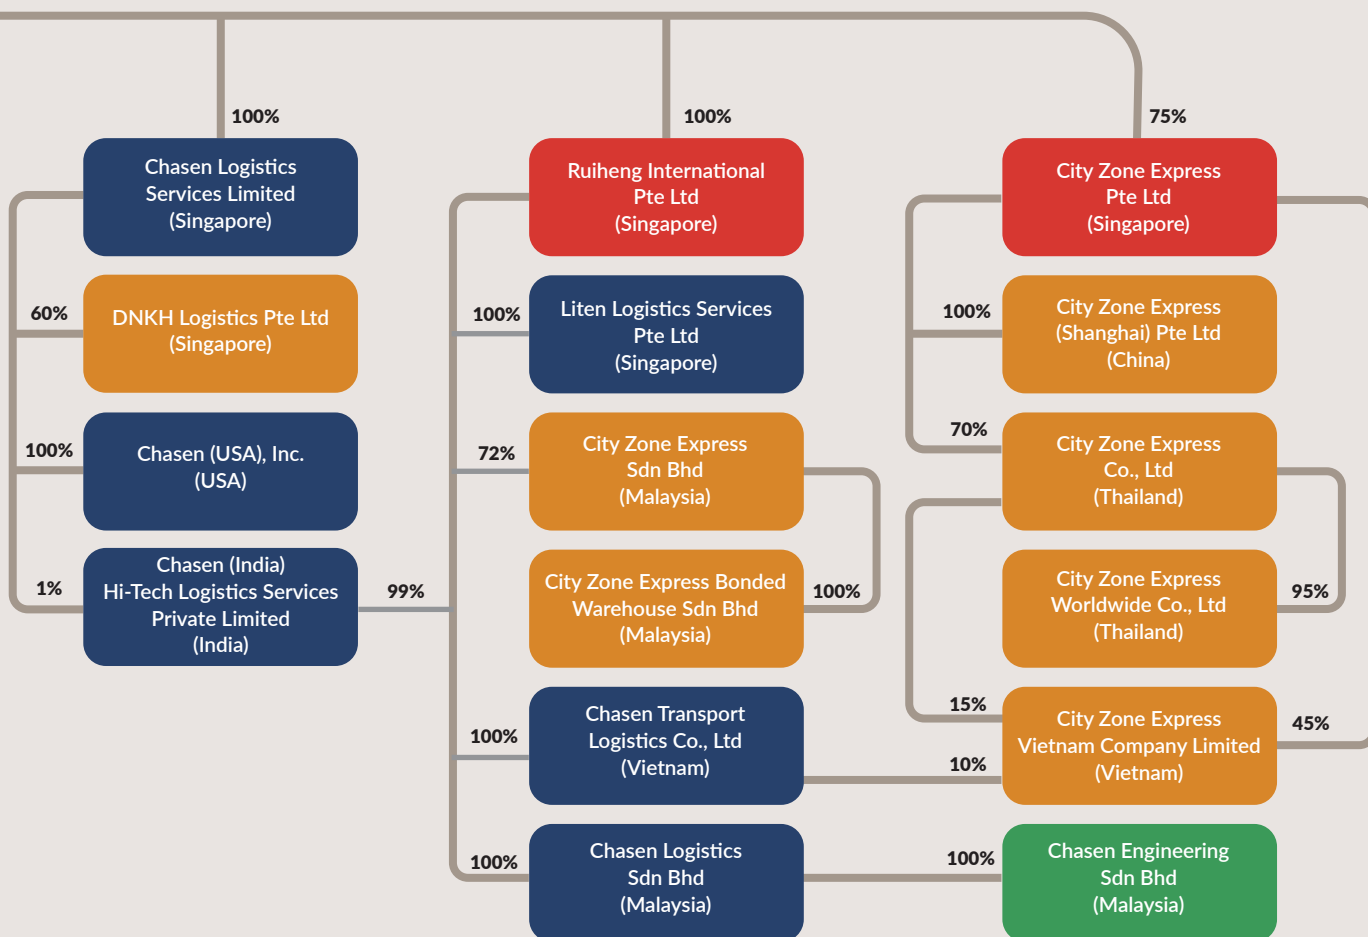 100%
100%
75%
Chasen Logistics
Services Limited
(Singapore)
Ruiheng International
Pte Ltd
(Singapore)
City Zone Express
Pte Ltd
(Singapore)
60%
DNKH Logistics Pte Ltd
(Singapore)
100%
Liten Logistics Services
Pte Ltd
(Singapore)
100%
City Zone Express
(Shanghai) Pte Ltd
(China)
100%
Chasen (USA), Inc.
(USA)
72%
City Zone Express
Sdn Bhd
(Malaysia)
70%
City Zone Express
Co., Ltd
(Thailand)
1%
Chasen (India)
Hi-Tech Logistics Services
Private Limited
(India)
99%
City Zone Express Bonded
Warehouse Sdn Bhd
(Malaysia)
100%
City Zone Express
Worldwide Co., Ltd
(Thailand)
95%
100%
Chasen Transport
Logistics Co., Ltd
(Vietnam)
15%
10%
City Zone Express
Vietnam Company Limited
(Vietnam)
45%
100%
Chasen Logistics
Sdn Bhd
(Malaysia)
100%
Chasen Engineering
Sdn Bhd
(Malaysia)